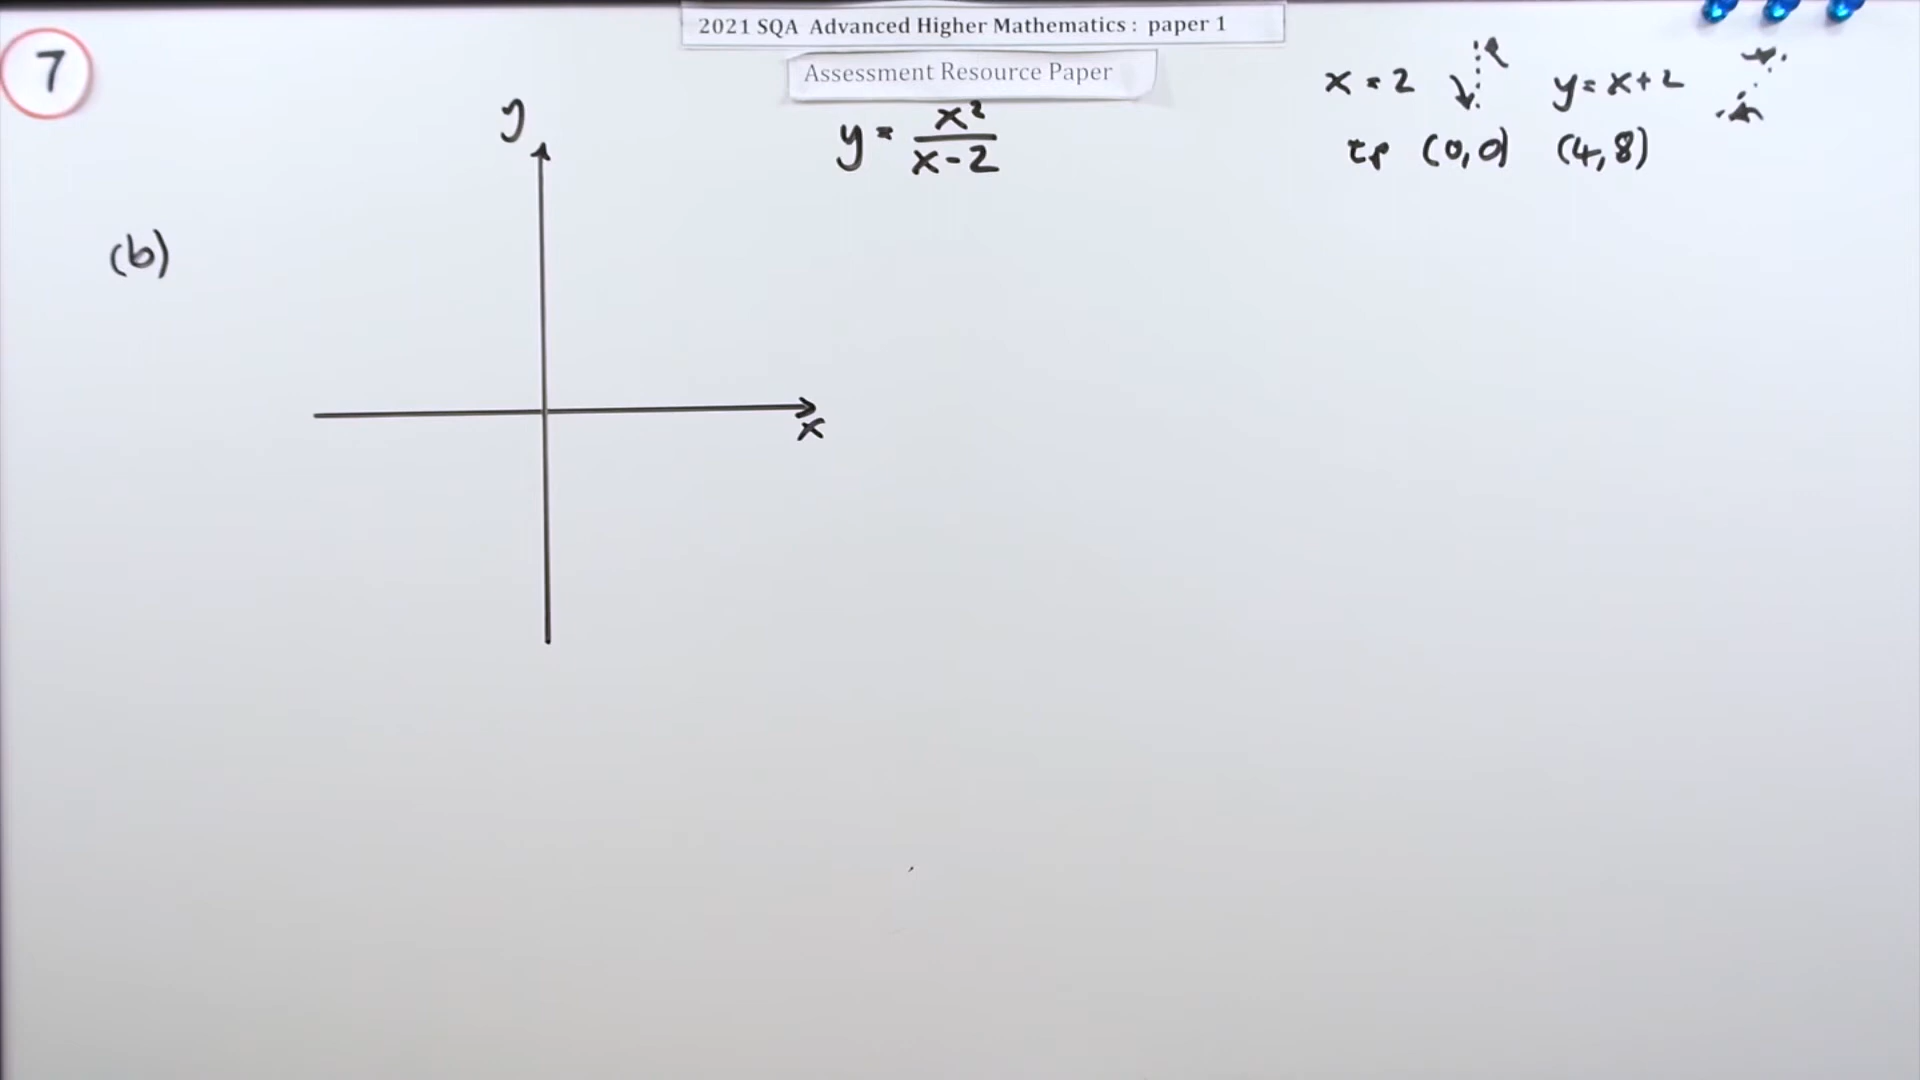 7
2021 SQA Advanced Higher Mathematics : paper 1
Assessment Resource Paper
y = x²/(x-2)
x = 2 y = x+2
tp (0,0) (4,8)
(b)
y
x